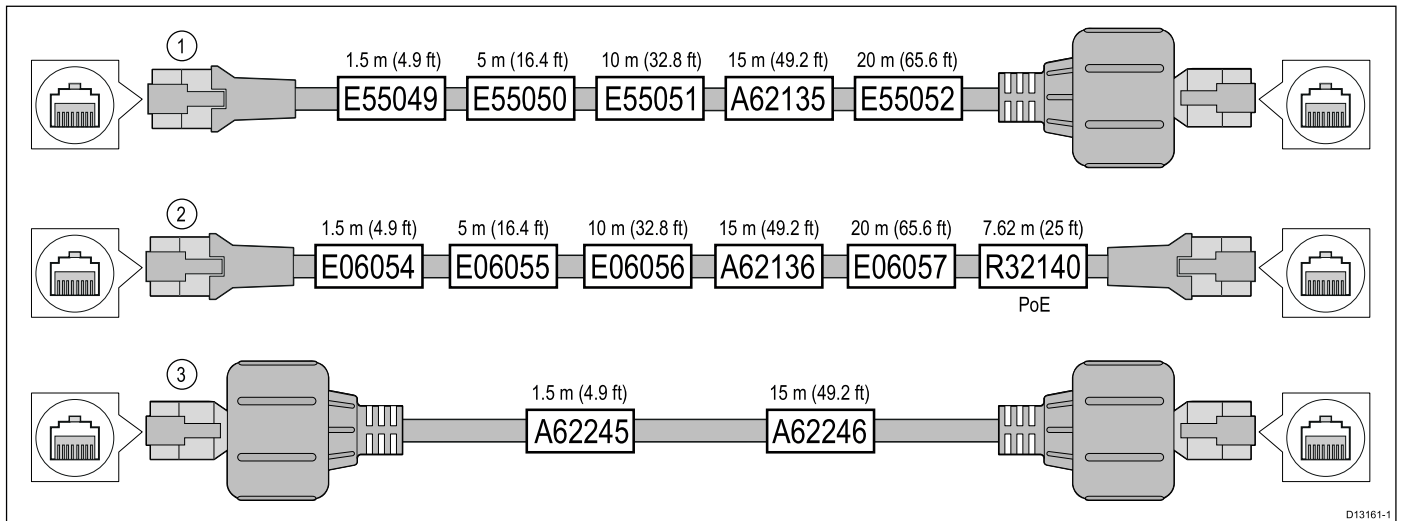 1
1.5 m (4.9 ft) 5 m (16.4 ft) 10 m (32.8 ft) 15 m (49.2 ft) 20 m (65.6 ft)
E55049 E55050 E55051 A62135 E55052
2
1.5 m (4.9 ft) 5 m (16.4 ft) 10 m (32.8 ft) 15 m (49.2 ft) 20 m (65.6 ft) 7.62 m (25 ft)
E06054 E06055 E06056 A62136 E06057 R32140
PoE
3
1.5 m (4.9 ft) 15 m (49.2 ft)
A62245 A62246
D13161-1